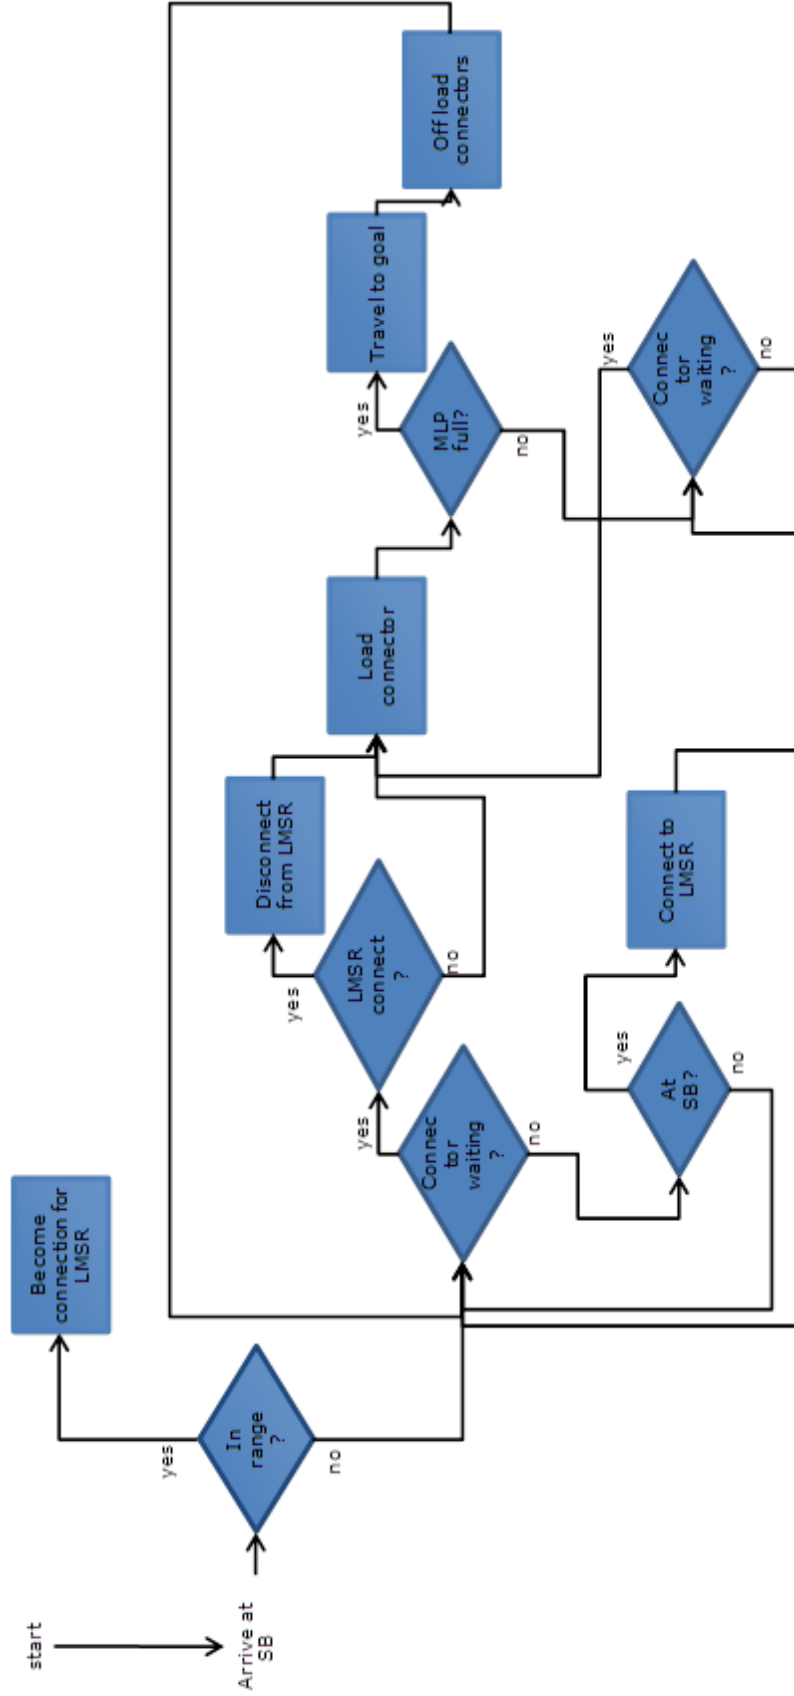 start
Arrive at
SB
In
range
?
yes
no
Become
connection for
LMSR
Connec
tor
waiting
?
yes
no
LMSR
connect
?
yes
no
Disconnect
from LMSR
At
SB?
yes
no
Connect to
LMSR
Load
connector
MLP
full?
yes
no
Travel to goal
Off load
connectors
Connec
tor
waiting
?
yes
no